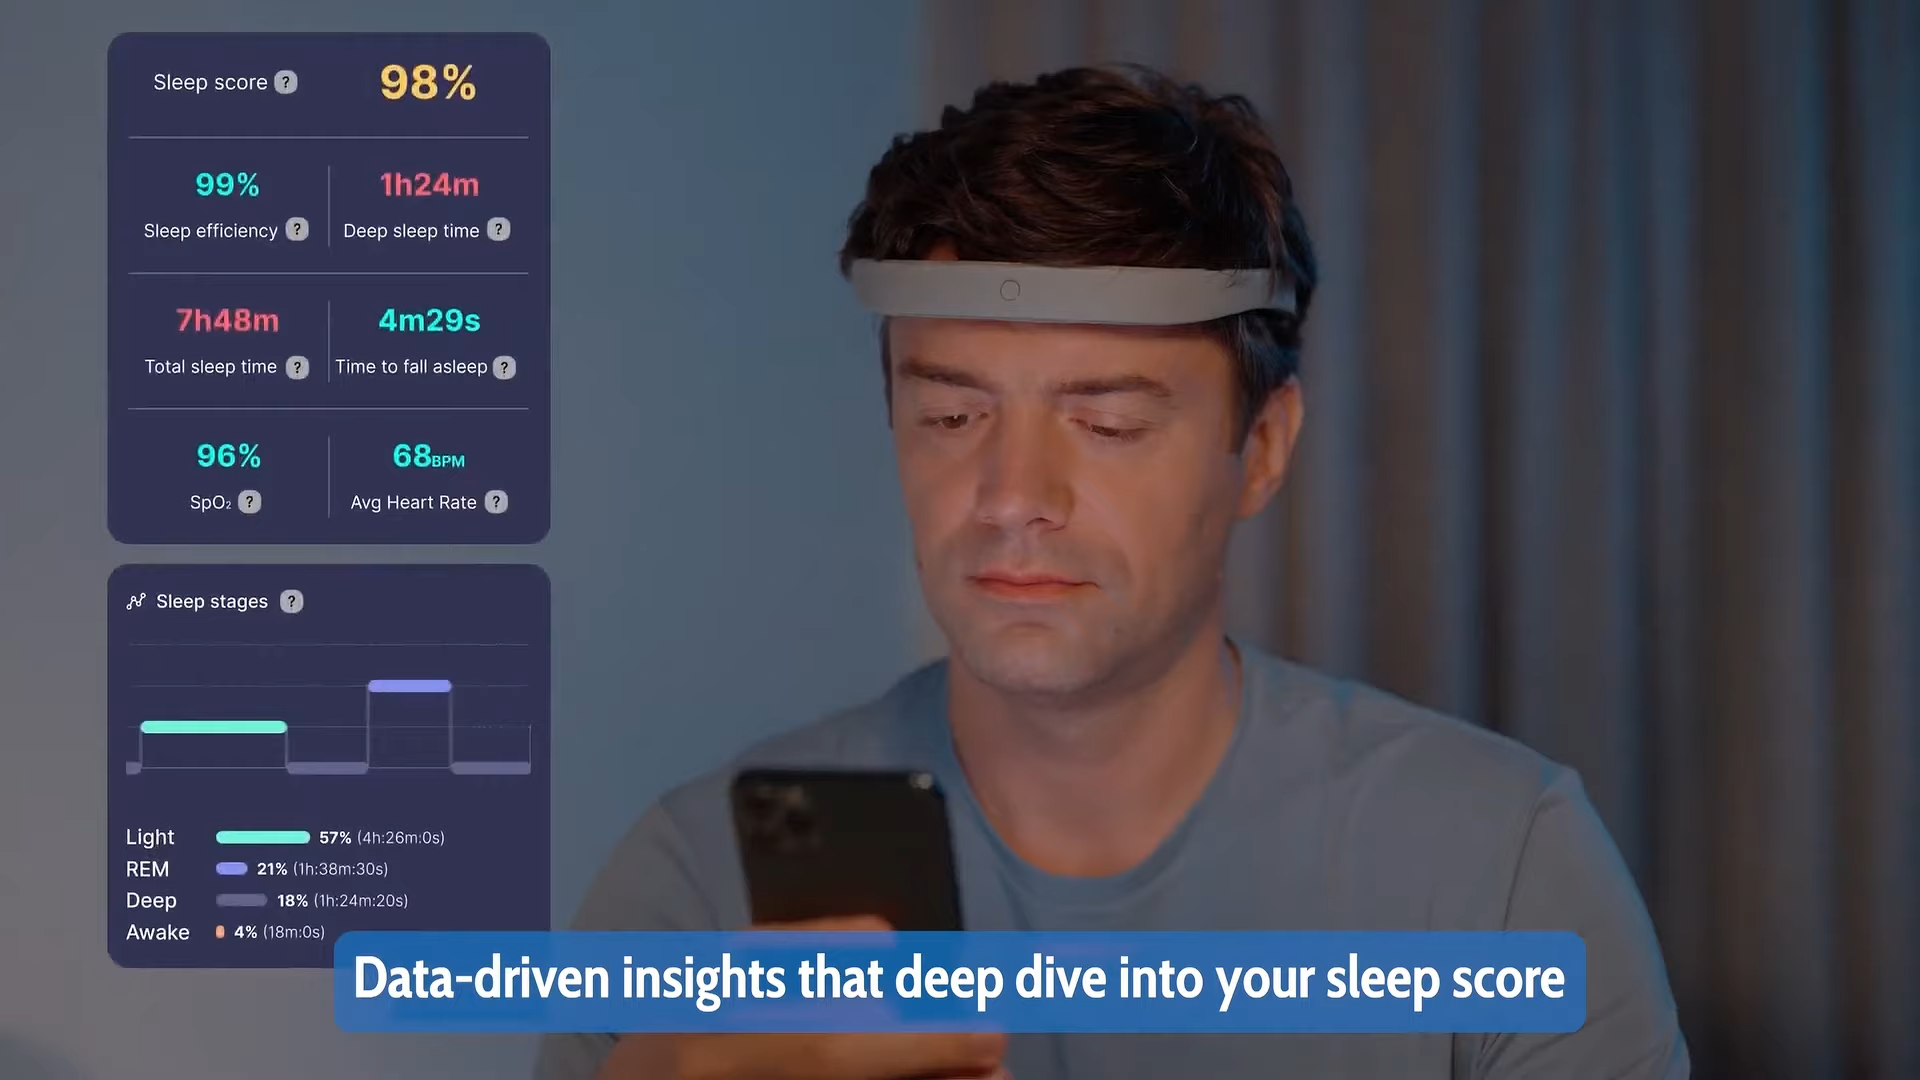 Sleep score ? 98%
99% 1h24m
Sleep efficiency ? Deep sleep time ?
7h48m 4m29s
Total sleep time ? Time to fall asleep ?
96% 68BPM
SpO₂ ? Avg Heart Rate ?
Sleep stages ?
Light 57% (4h:26m:0s)
REM 21% (1h:38m:30s)
Deep 18% (1h:24m:20s)
Awake 4% (18m:0s)
Data-driven insights that deep dive into your sleep score